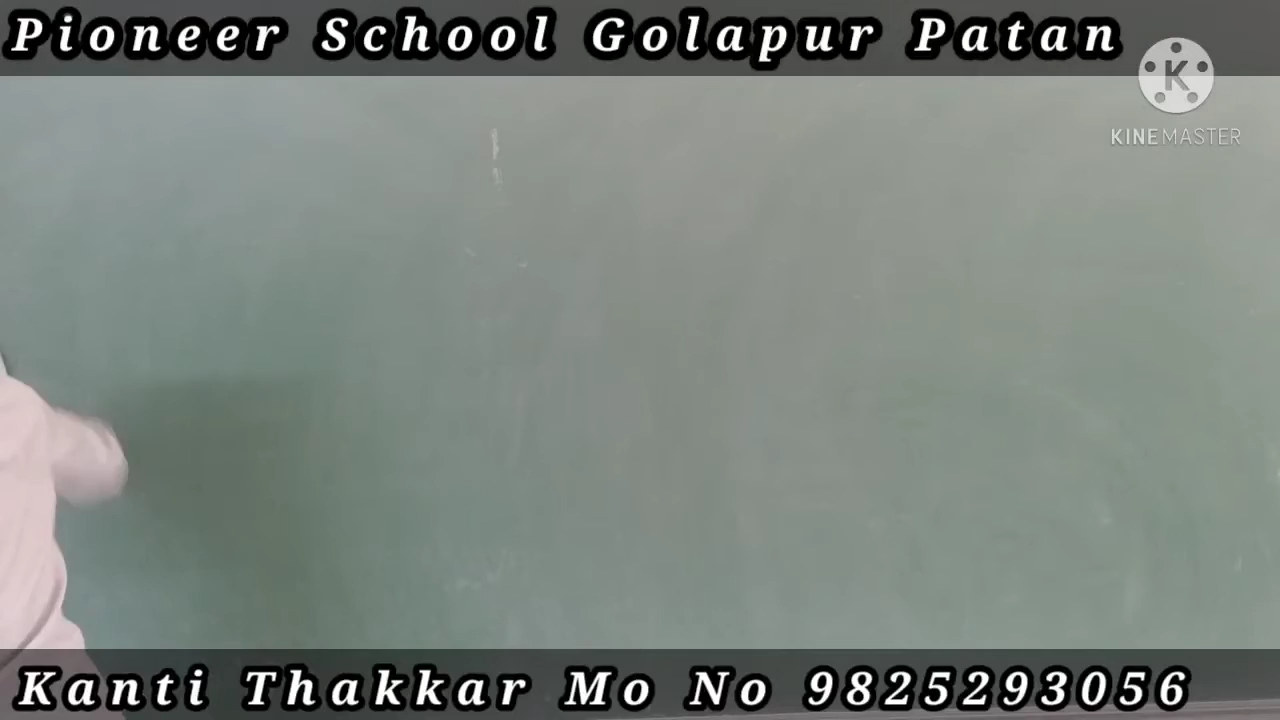 Pioneer School Golapur Patan
K
KINEMASTER
Kanti Thakkar Mo No 9825293056